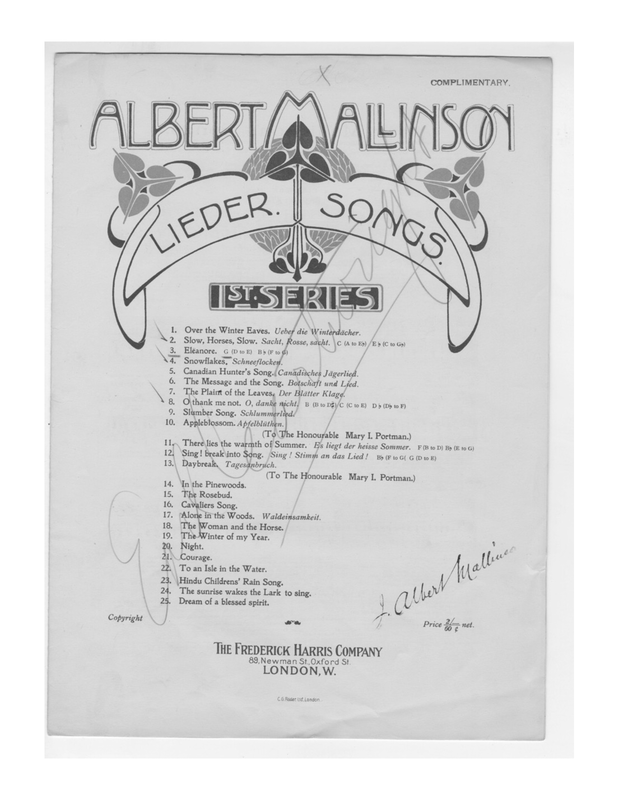 COMPLIMENTARY.
ALBERT MALLINSON
LIEDER. SONGS.
1ST SERIES
1. Over the Winter Eaves. Ueber die Winterdächer.
2. Slow, Horses, Slow. Sacht, Rosse, sacht. C (A to E♭) E♭ (C to G♭)
3. Eleanore. G (D to E) B♭ (F to G)
4. Snowflakes, Schneeflocken.
5. Canadian Hunter's Song. Canadisches Jägerlied.
6. The Message and the Song. Botschaft und Lied.
7. The Plaint of the Leaves. Der Blätter Klage.
8. O thank me not. O, danke nicht. C (C to E) D♭ (D♭ to F)
9. Slumber Song. Schlummerlied.
10. Appleblossom. Apfelblüthen.
(To The Honourable Mary I. Portman.)
11. There lies the warmth of Summer. Es liegt der heisse Sommer. F (B to D) B♭ (E to G)
12. Sing! break into Song. Sing! Stimm an das Lied! B♭ (F to G) G (D to E)
13. Daybreak. Tagesanbruch.
(To The Honourable Mary I. Portman.)
14. In the Pinewoods.
15. The Rosebud.
16. Cavaliers Song.
17. Alone in the Woods. Waldeinsamkeit.
18. The Woman and the Horse.
19. The Winter of my Year.
20. Night.
21. Courage.
22. To an Isle in the Water.
23. Hindu Childrens' Rain Song.
24. The sunrise wakes the Lark to sing.
25. Dream of a blessed spirit.
J. Albert Mallinson
Copyright
Price 2/- 60 c net.
THE FREDERICK HARRIS COMPANY
89, Newman St, Oxford St.
LONDON, W.